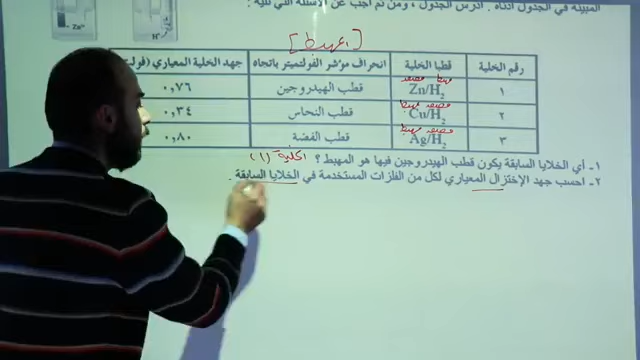 المبينة في الجدول أدناه . ادرس الجدول ، ومن ثم أجب عن الأسئلة التي تليه :
[المهبط]
رقم الخلية قطبا الخلية انحراف مؤشر الفولتميتر باتجاه جهد الخلية المعياري (فولت
مهبط مصعد
١ Zn/H2 قطب الهيدروجين ٠,٧٦
مصعد مهبط
٢ Cu/H2 قطب النحاس ٠,٣٤
مصعد مهبط
٣ Ag/H2 قطب الفضة ٠,٨٠
١- أي الخلايا السابقة يكون قطب الهيدروجين فيها هو المهبط ؟ الخلية (١)
٢- احسب جهد الإختزال المعياري لكل من الفلزات المستخدمة في الخلايا السابقة .
Zn
H+